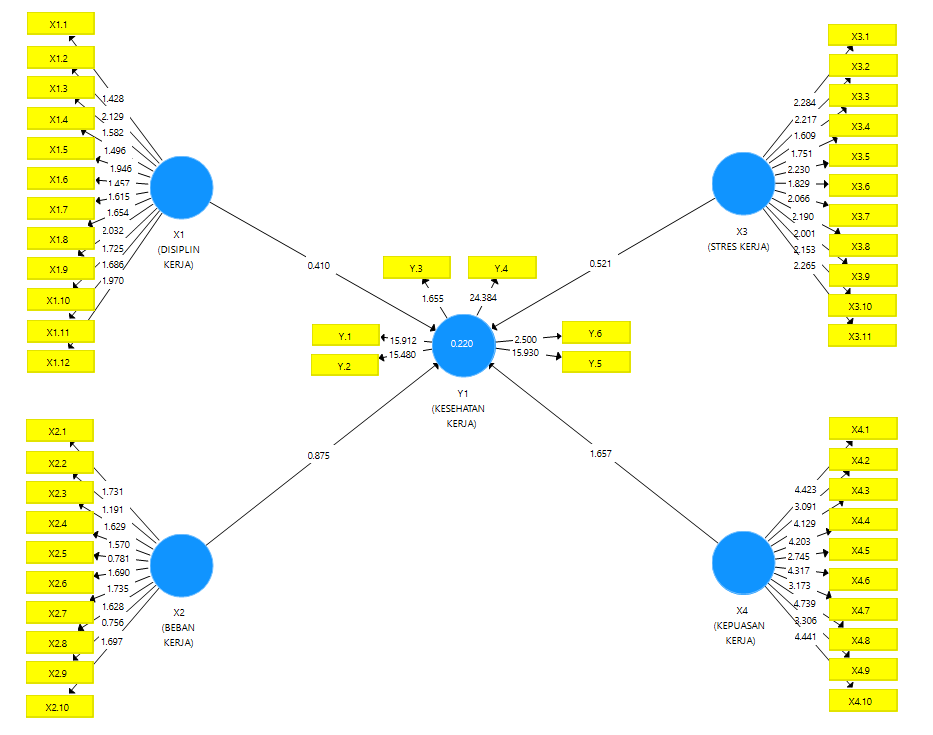 X1.1
X1.2
X1.3
X1.4
X1.5
X1.6
X1.7
X1.8
X1.9
X1.10
X1.11
X1.12
1.428
2.129
1.582
1.496
1.946
1.457
1.615
1.654
2.032
1.725
1.686
1.970
X1
(DISIPLIN
KERJA)
0.410
X3.1
X3.2
X3.3
X3.4
X3.5
X3.6
X3.7
X3.8
X3.9
X3.10
X3.11
2.284
2.217
1.609
1.751
2.230
1.829
2.066
2.190
2.001
2.153
2.265
X3
(STRES KERJA)
0.521
Y.3
Y.4
1.655
24.384
Y.1
15.912
Y.2
15.480
0.220
2.500
Y.6
15.930
Y.5
Y1
(KESEHATAN
KERJA)
0.875
1.657
X2.1
X2.2
X2.3
X2.4
X2.5
X2.6
X2.7
X2.8
X2.9
X2.10
1.731
1.191
1.629
1.570
0.781
1.690
1.735
1.628
0.756
1.697
X2
(BEBAN
KERJA)
X4.1
X4.2
X4.3
X4.4
X4.5
X4.6
X4.7
X4.8
X4.9
X4.10
4.423
3.091
4.129
4.203
2.745
4.317
3.173
4.739
3.306
4.441
X4
(KEPUASAN
KERJA)